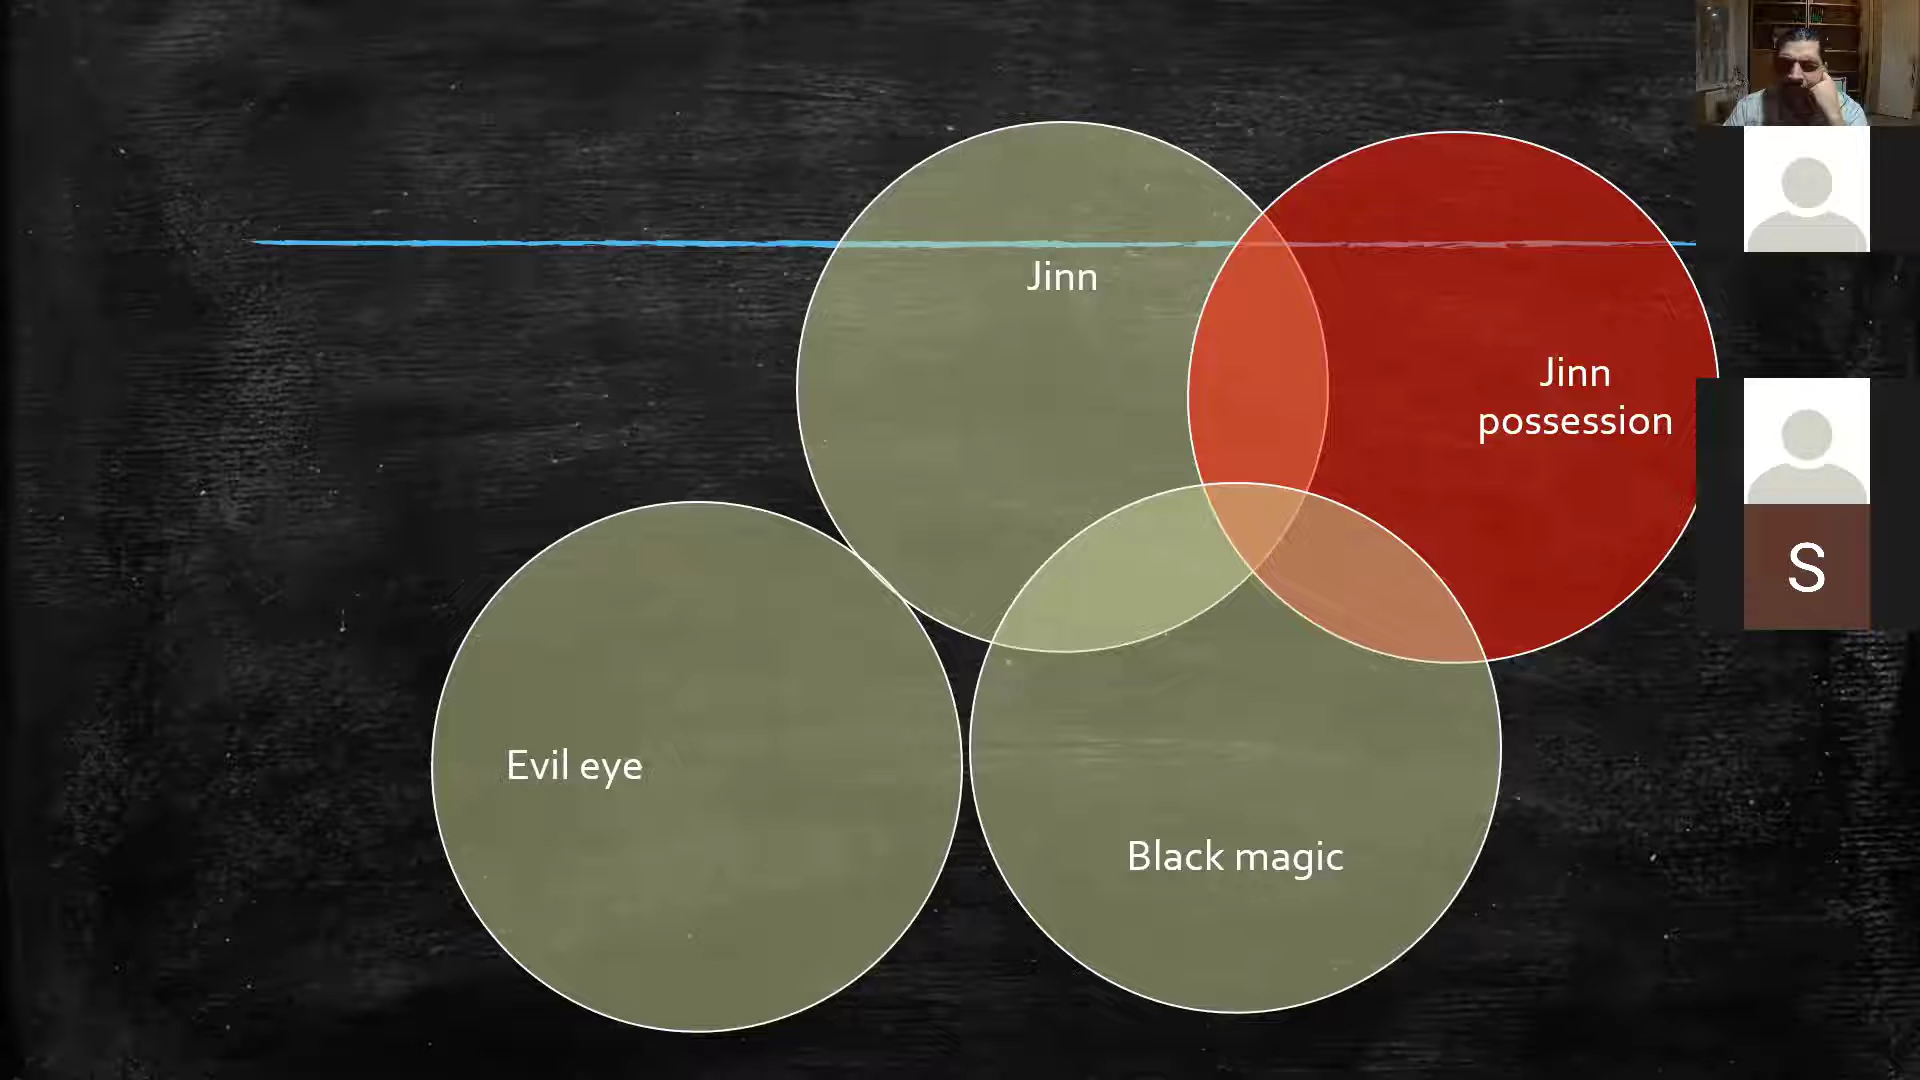 Jinn
Jinn
possession
S
Evil eye
Black magic